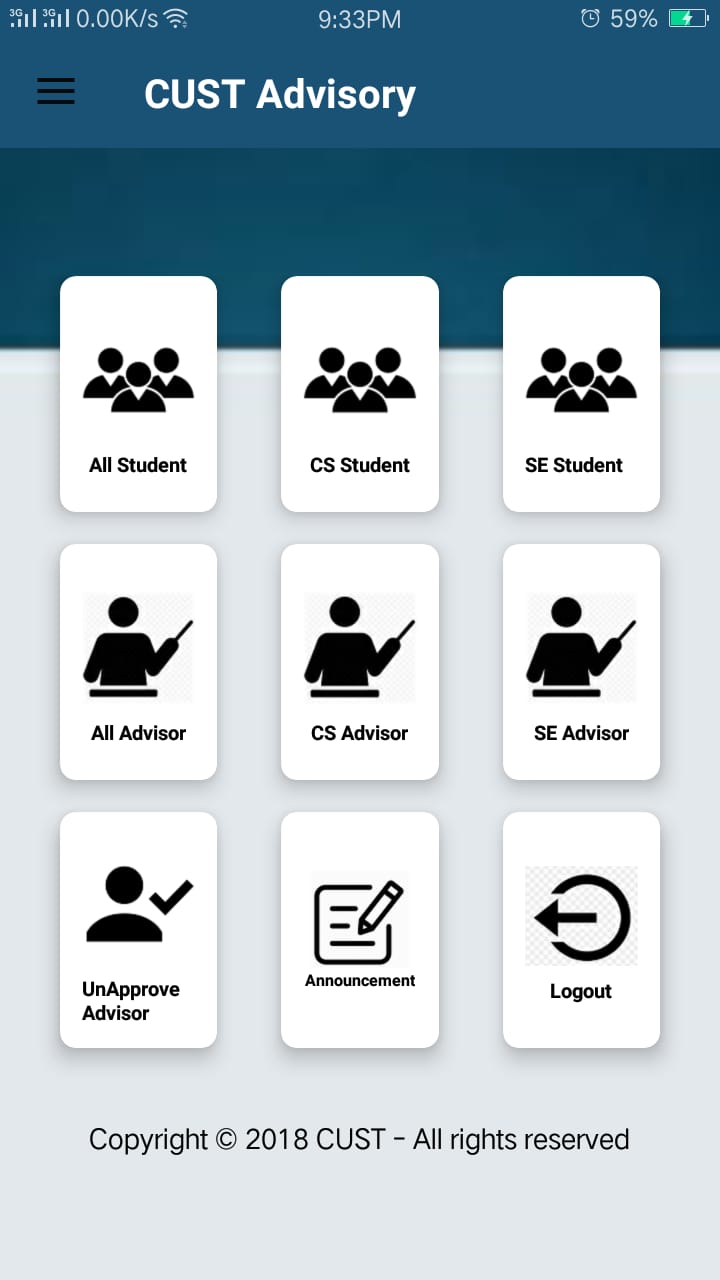 3G 3G 0.00K/s 9:33PM 59%
CUST Advisory
All Student CS Student SE Student
All Advisor CS Advisor SE Advisor
UnApprove
Advisor
Announcement
Logout
Copyright © 2018 CUST - All rights reserved